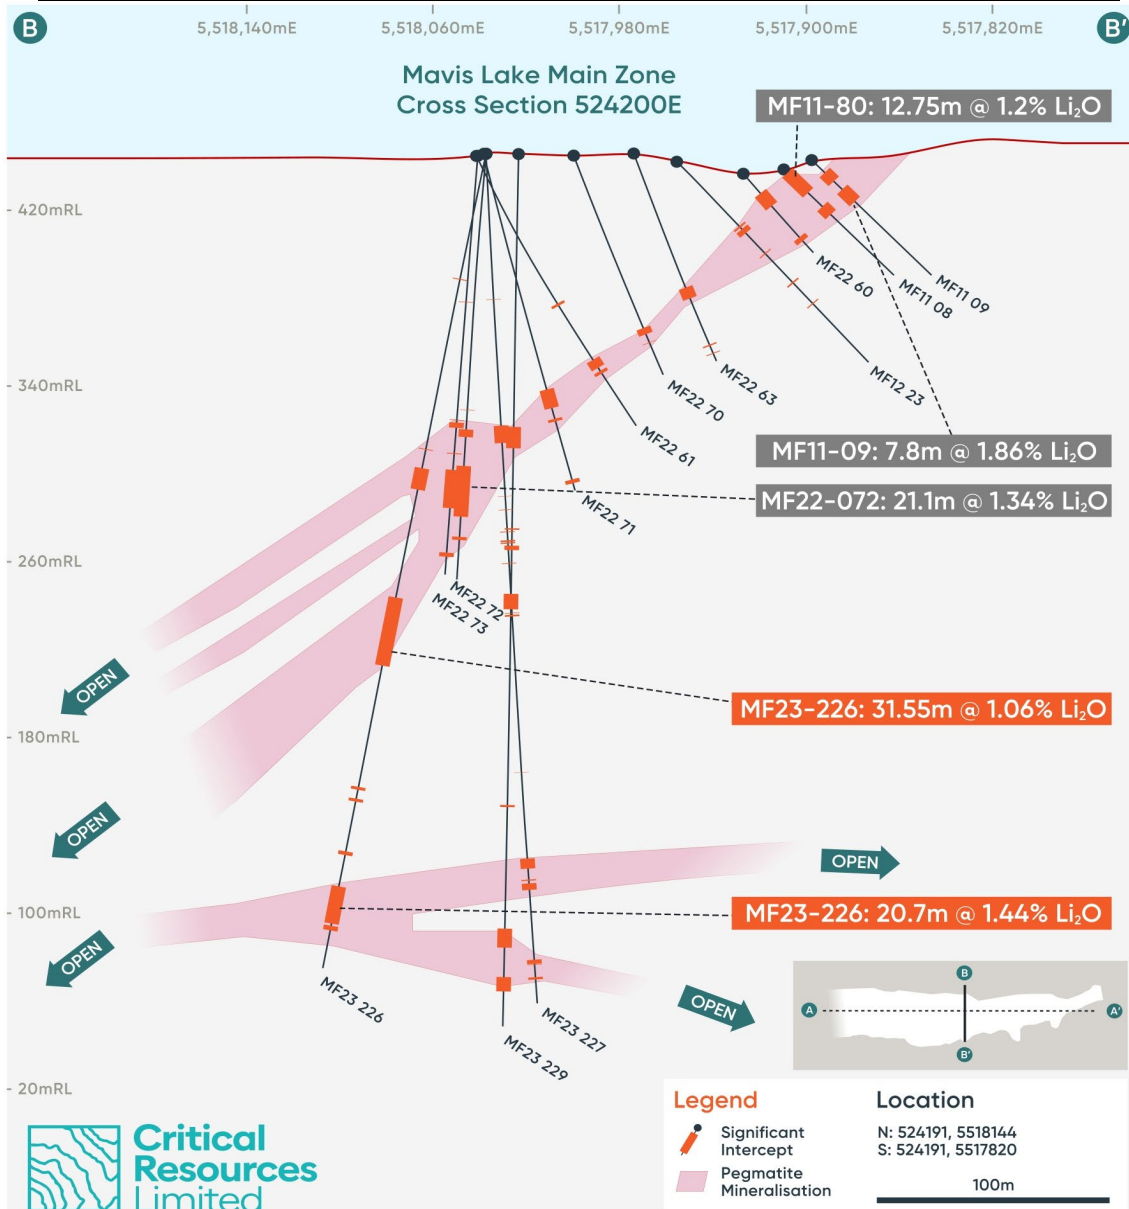 B
5,518,140mE
5,518,060mE
5,517,980mE
5,517,900mE
5,517,820mE
B'
Mavis Lake Main Zone
Cross Section 524200E
MF11-80: 12.75m @ 1.2% Li₂O
420mRL
MF22 60
MF11 08
MF11 09
340mRL
MF12 23
MF22 63
MF22 70
MF22 61
MF11-09: 7.8m @ 1.86% Li₂O
MF22-072: 21.1m @ 1.34% Li₂O
MF22 71
260mRL
MF22 72
MF22 73
OPEN
MF23-226: 31.55m @ 1.06% Li₂O
180mRL
OPEN
OPEN
100mRL
MF23-226: 20.7m @ 1.44% Li₂O
OPEN
MF23 226
OPEN
MF23 227
MF23 229
B
A
A'
B'
20mRL
Legend
Significant
Intercept
Pegmatite
Mineralisation
Location
N: 524191, 5518144
S: 524191, 5517820
100m
Critical
Resources
Limited